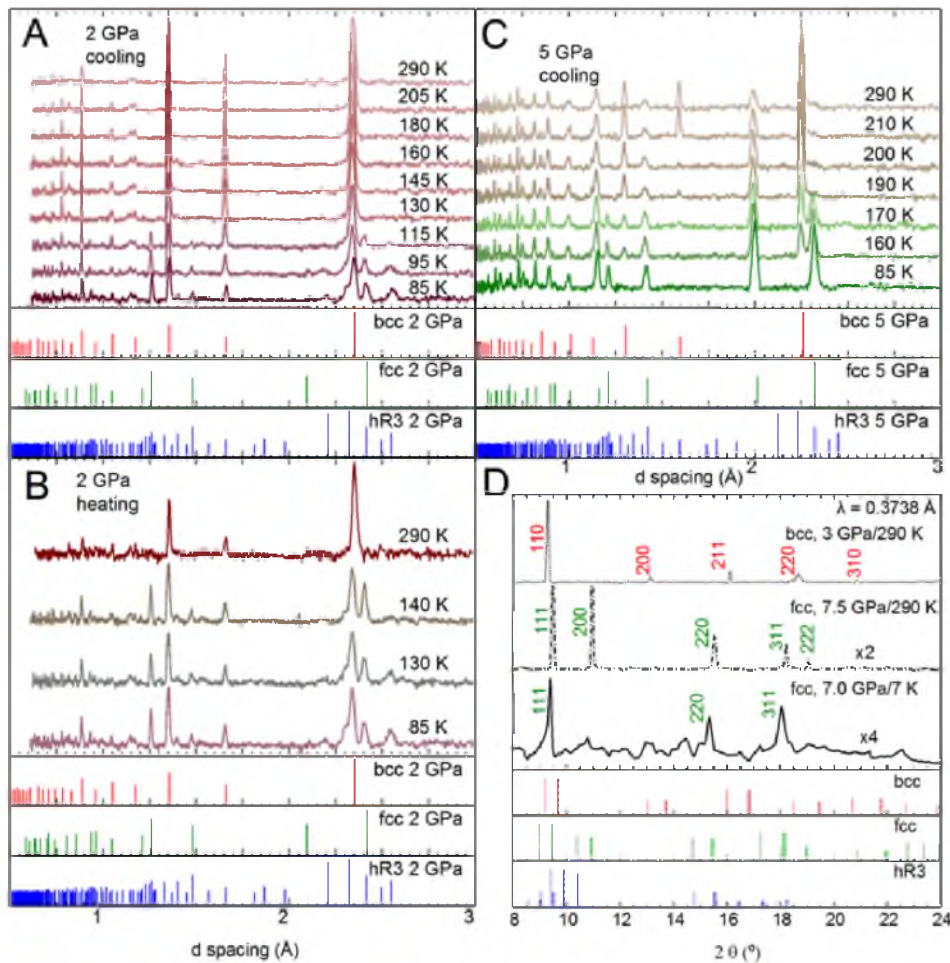 A
2 GPa
cooling
290 K
205 K
180 K
160 K
145 K
130 K
115 K
95 K
85 K
bcc 2 GPa
fcc 2 GPa
hR3 2 GPa
B
2 GPa
heating
290 K
140 K
130 K
85 K
bcc 2 GPa
fcc 2 GPa
hR3 2 GPa
1 2 3
d spacing (Å)
C
5 GPa
cooling
290 K
210 K
200 K
190 K
170 K
160 K
85 K
bcc 5 GPa
fcc 5 GPa
hR3 5 GPa
1 2 3
d spacing (Å)
D
λ = 0.3738 Å
bcc, 3 GPa/290 K
110
200
211
220
310
fcc, 7.5 GPa/290 K
111
200
220
311
222
x2
fcc, 7.0 GPa/7 K
111
220
311
x4
bcc
fcc
hR3
8 10 12 14 16 18 20 22 24
2 θ (º)